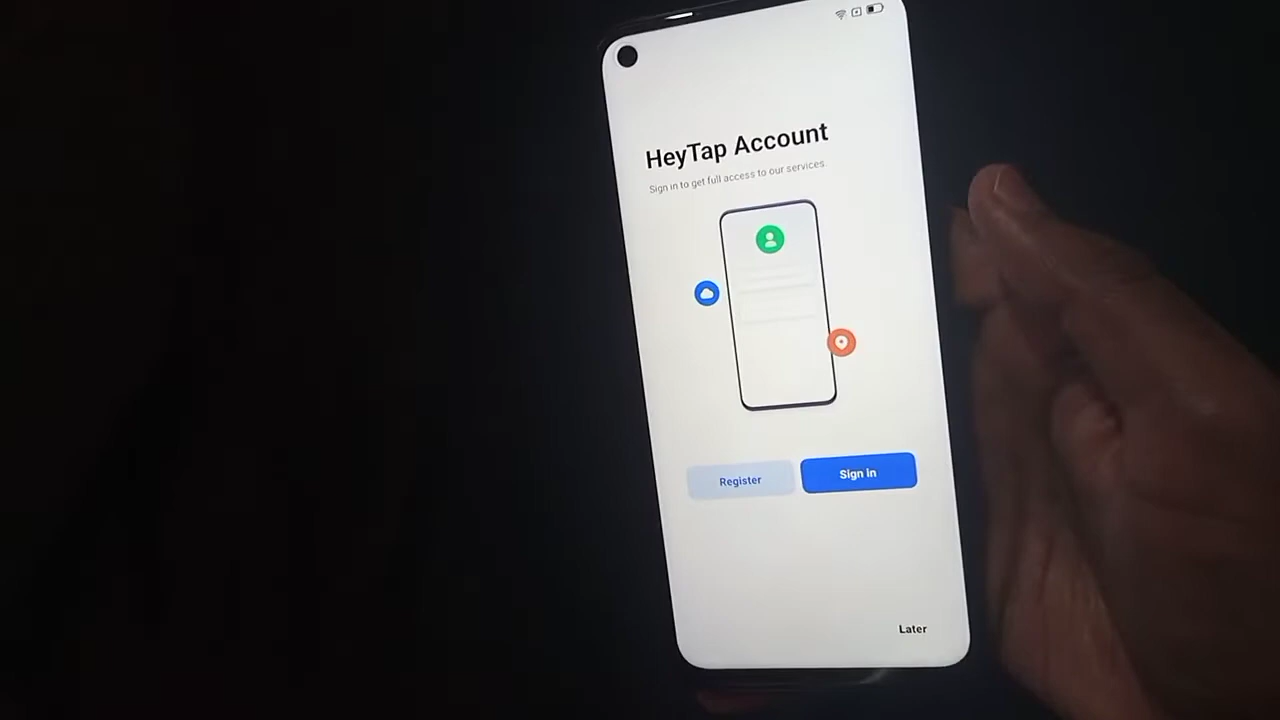 HeyTap Account
Sign in to get full access to our services.
Register
Sign In
Later